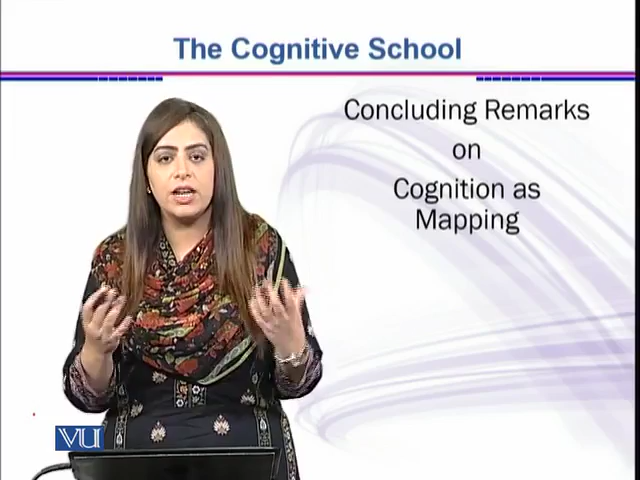 The Cognitive School
Concluding Remarks
on
Cognition as
Mapping
VU